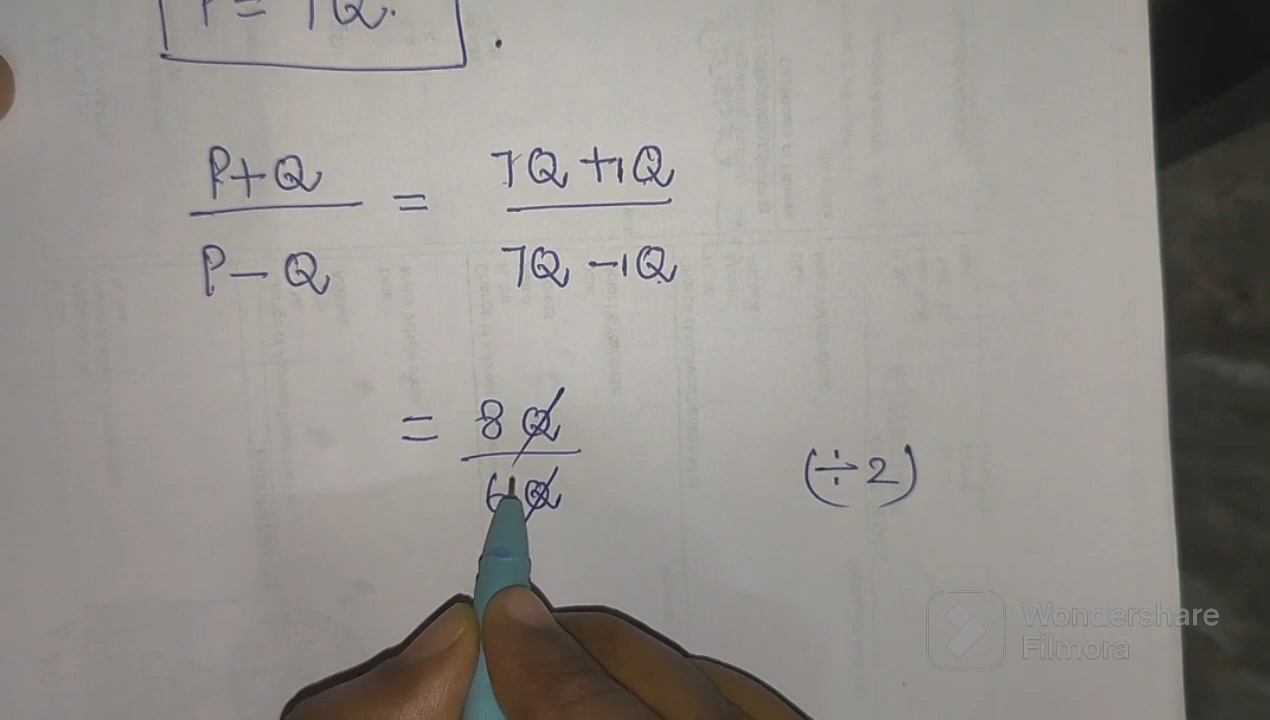 P = 7Q.
P+Q / P-Q = 7Q +1Q / 7Q -1Q
= 8Q / 6Q (÷2)
Wondershare
Filmora